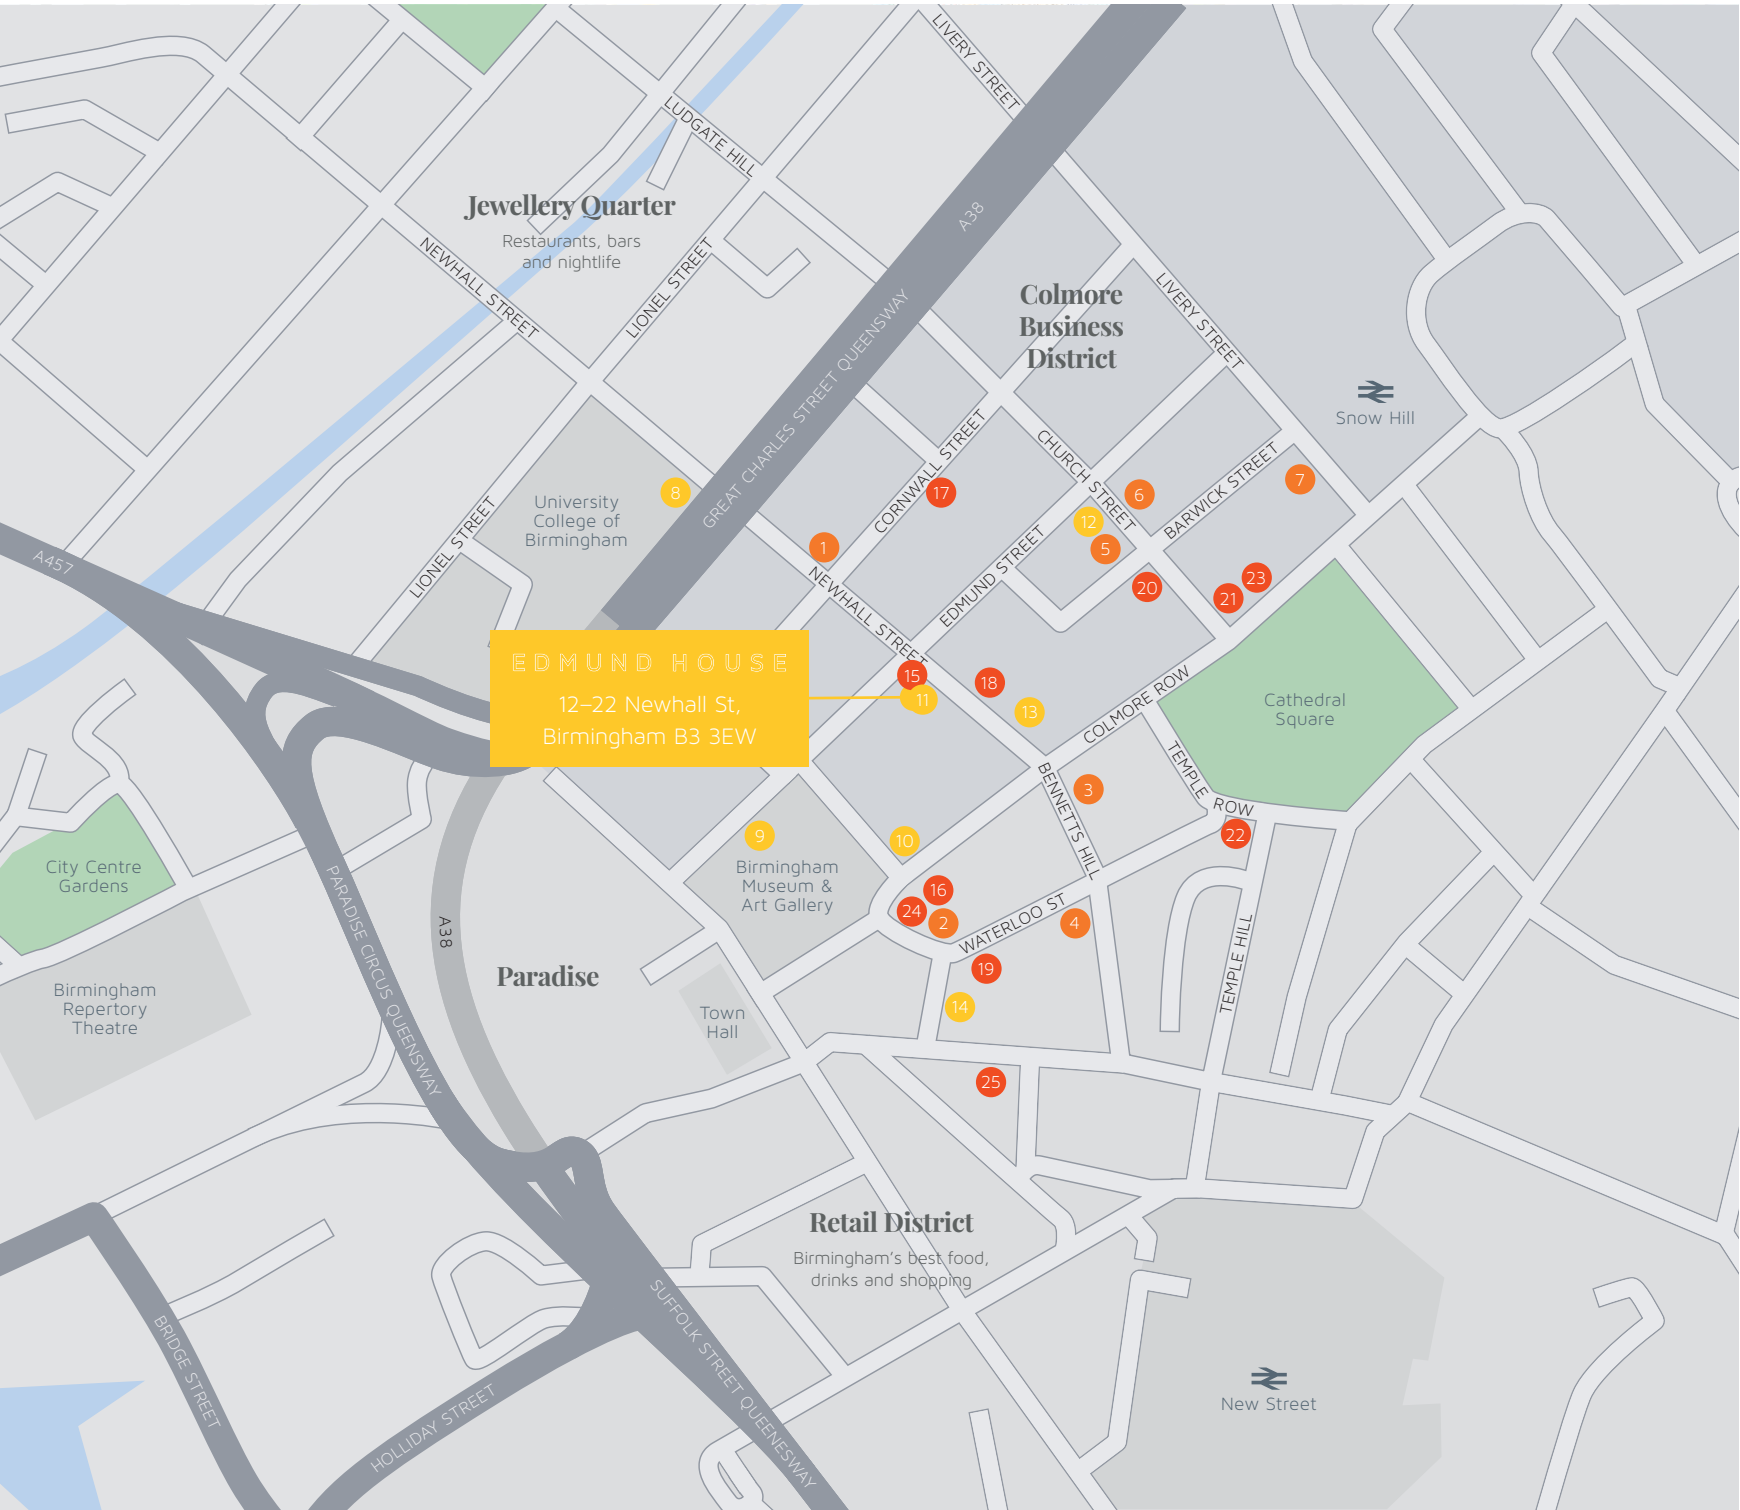 LIVERY STREET
LUDGATE HILL
Jewellery Quarter
Restaurants, bars
and nightlife
A38
NEWHALL STREET
LIONEL STREET
GREAT CHARLES STREET QUEENSWAY
Colmore
Business
District
LIVERY STREET
Snow Hill
CORNWALL STREET
CHURCH STREET
BARWICK STREET
7
8
17
6
12
5
1
University
College of
Birmingham
LIONEL STREET
A457
EDMUND STREET
NEWHALL STREET
20
23
21
EDMUND HOUSE
12–22 Newhall St,
Birmingham B3 3EW
15
11
18
13
COLMORE ROW
Cathedral
Square
TEMPLE
ROW
BENNETTS HILL
3
22
9
10
Birmingham
Museum &
Art Gallery
City Centre
Gardens
16
24
2
WATERLOO ST
4
19
14
TEMPLE HILL
PARADISE CIRCUS QUEENSWAY
A38
Paradise
Birmingham
Repertory
Theatre
Town
Hall
25
Retail District
Birmingham's best food,
drinks and shopping
SUFFOLK STREET QUEENESWAY
BRIDGE STREET
HOLLIDAY STREET
New Street